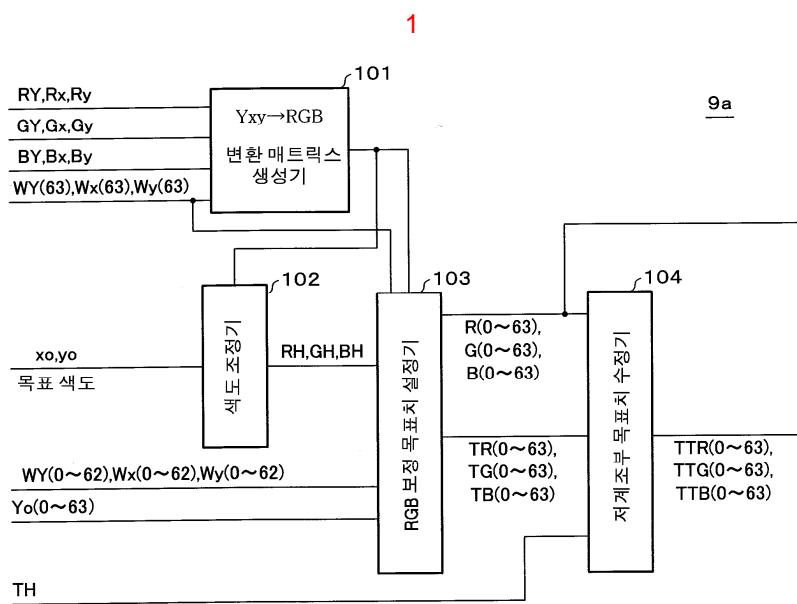 1
101
RY,Rx,Ry
GY,Gx,Gy
BY,By,By
WY(63),Wx(63),Wy(63)
Yxy→RGB
변환 매트릭스
생성기
9a
102
103
104
xo,yo
목표 색도
색도 조정기
RH,GH,BH
RGB 보정 목표치 설정기
R(0~63),
G(0~63),
B(0~63)
저계조부 목표치 수정기
WY(0~62),Wx(0~62),Wy(0~62)
Yo(0~63)
TR(0~63),
TG(0~63),
TB(0~63)
TTR(0~63),
TTG(0~63),
TTB(0~63)
TH